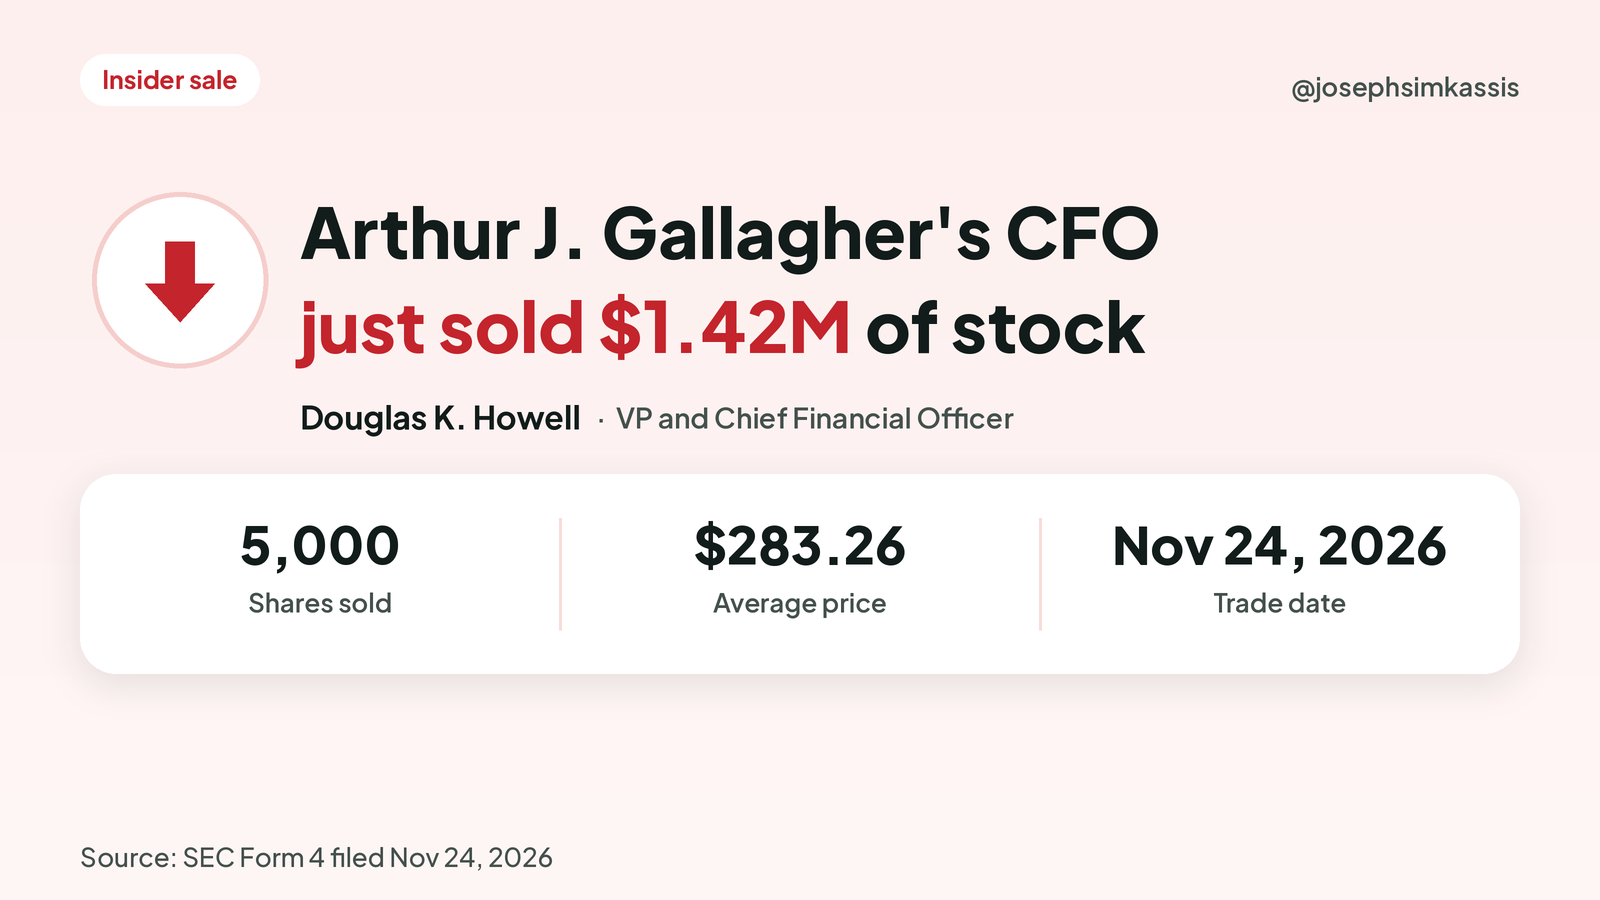 Insider sale
@josephsimkassis
Arthur J. Gallagher's CFO
just sold $1.42M of stock
Douglas K. Howell · VP and Chief Financial Officer
5,000
Shares sold
$283.26
Average price
Nov 24, 2026
Trade date
Source: SEC Form 4 filed Nov 24, 2026